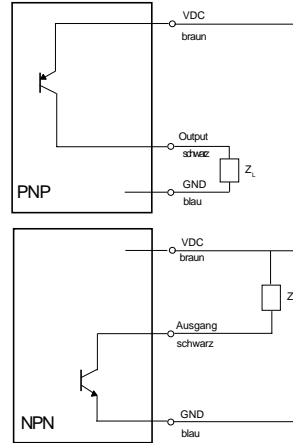 VDC
braun
Output
schwarz
Z_L
GND
blau
PNP
VDC
braun
Z
Ausgang
schwarz
NPN
GND
blau